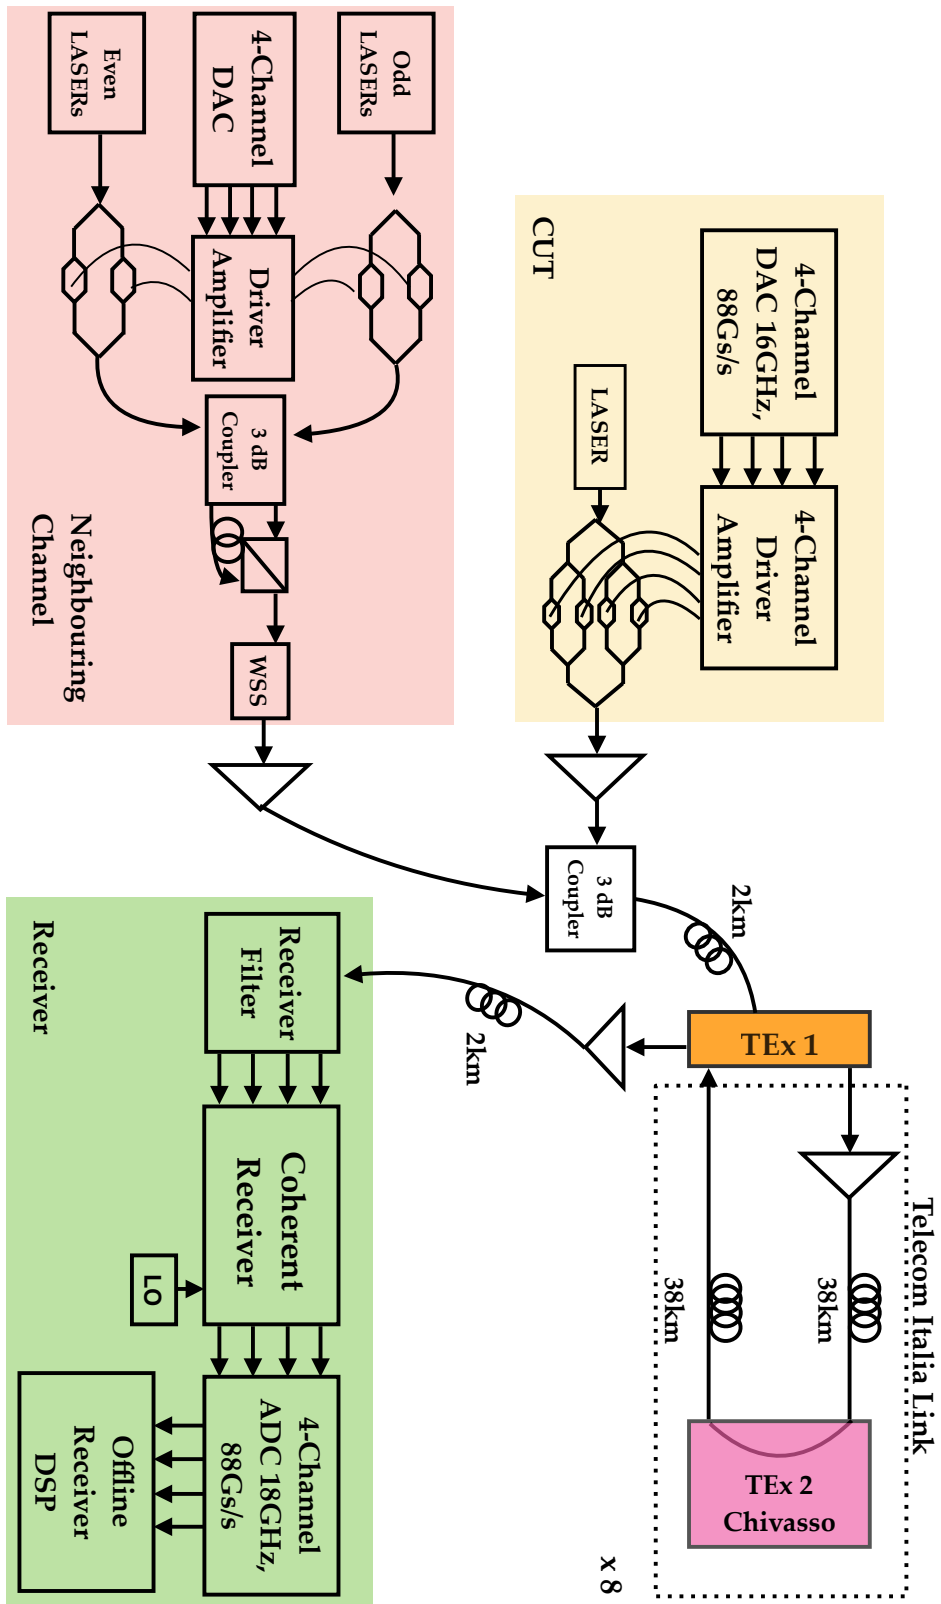 CUT
4-Channel
DAC 16GHz,
88Gs/s
4-Channel
Driver
Amplifier
LASER
Odd
LASERs
4-Channel
DAC
Even
LASERs
Driver
Amplifier
3 dB
Coupler
WSS
Neighbouring
Channel
3 dB
Coupler
2km
TEx 1
Telecom Italia Link
38km
38km
TEx 2
Chivasso
x 8
2km
Receiver
Receiver
Filter
Coherent
Receiver
LO
4-Channel
ADC 18GHz,
88Gs/s
Offline
Receiver
DSP